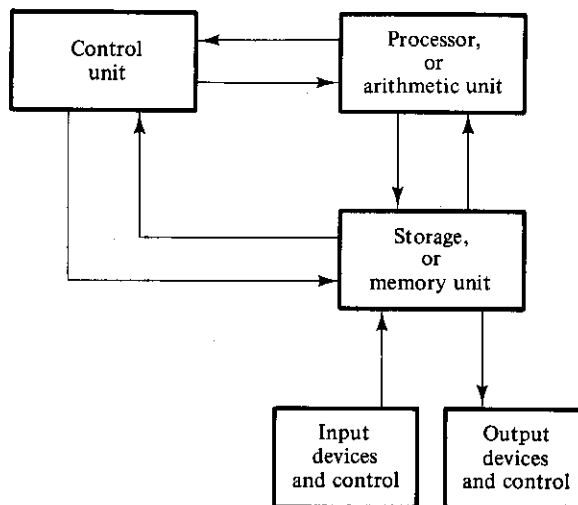 Control
unit
Processor,
or
arithmetic unit
Storage,
or
memory unit
Input
devices
and control
Output
devices
and control